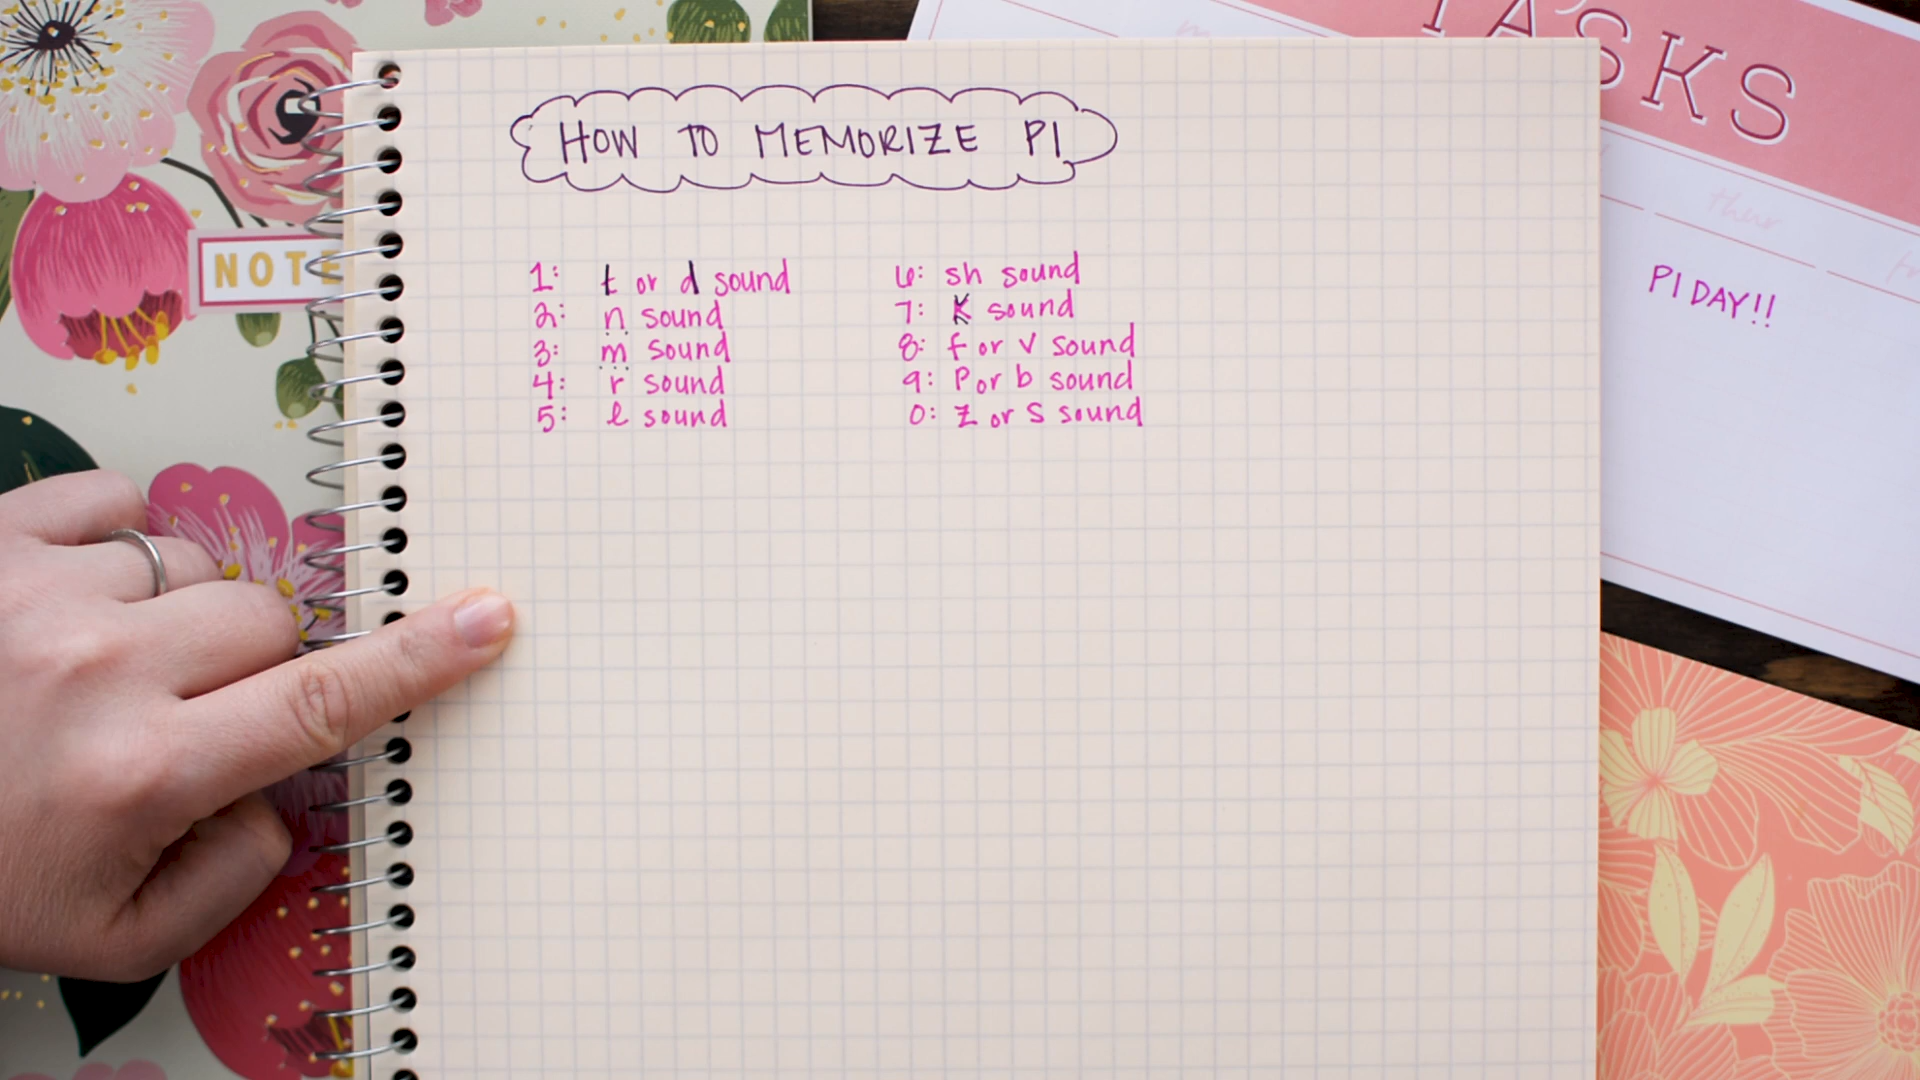 TASKS
HOW TO MEMORIZE PI
thur
NOTE
PI DAY!!
1: t or d sound
2: n sound
3: m sound
4: r sound
5: l sound
6: sh sound
7: K sound
8: f or v sound
9: P or b sound
0: Z or S sound